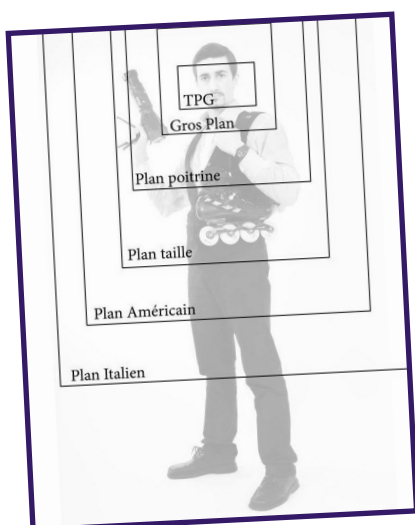 TPG
Gros Plan
Plan poitrine
Plan taille
Plan Américain
Plan Italien